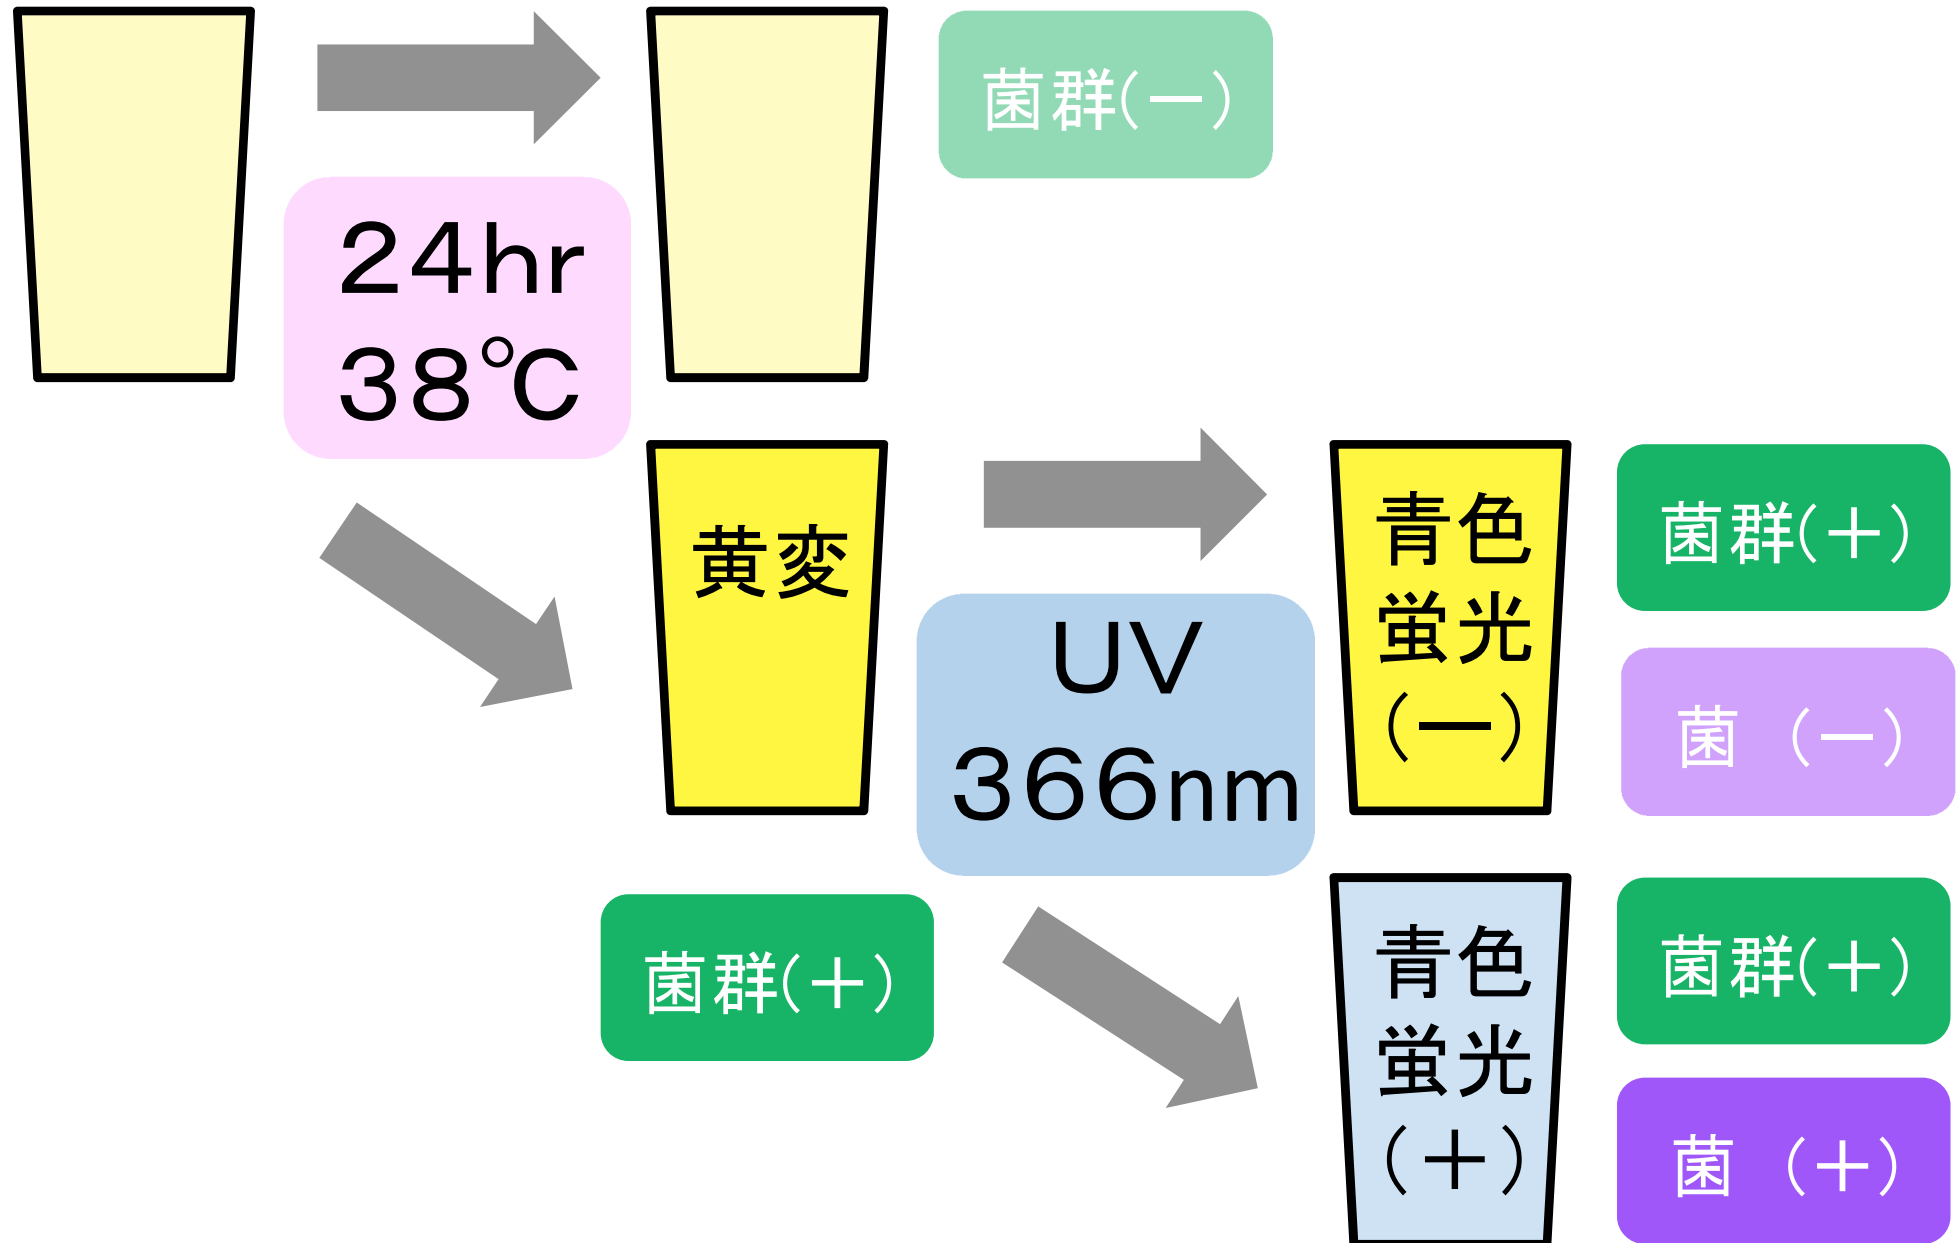 菌群(－)
24hr
38℃
黄変
UV
366nm
青色
蛍光
(－)
菌群(＋)
菌 (－)
菌群(＋)
青色
蛍光
(＋)
菌群(＋)
菌 (＋)